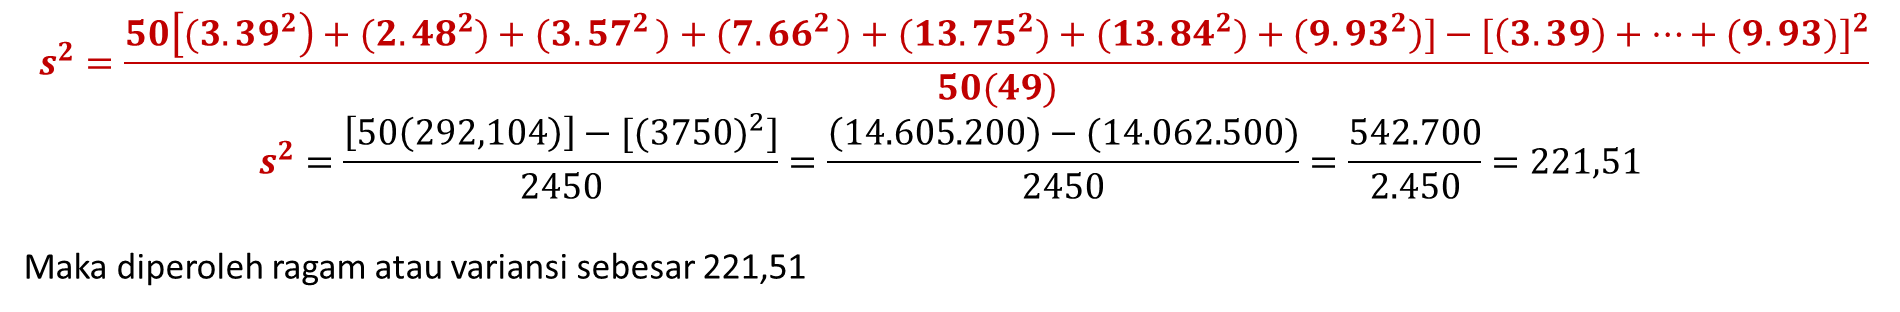 s² = 50[(3.39²) + (2.48²) + (3.57²) + (7.66²) + (13.75²) + (13.84²) + (9.93²)] − [(3.39) + ⋯ + (9.93)]² / 50(49)
s² = [50(292,104)] − [(3750)²] / 2450 = (14.605.200) − (14.062.500) / 2450 = 542.700 / 2.450 = 221,51
Maka diperoleh ragam atau variansi sebesar 221,51